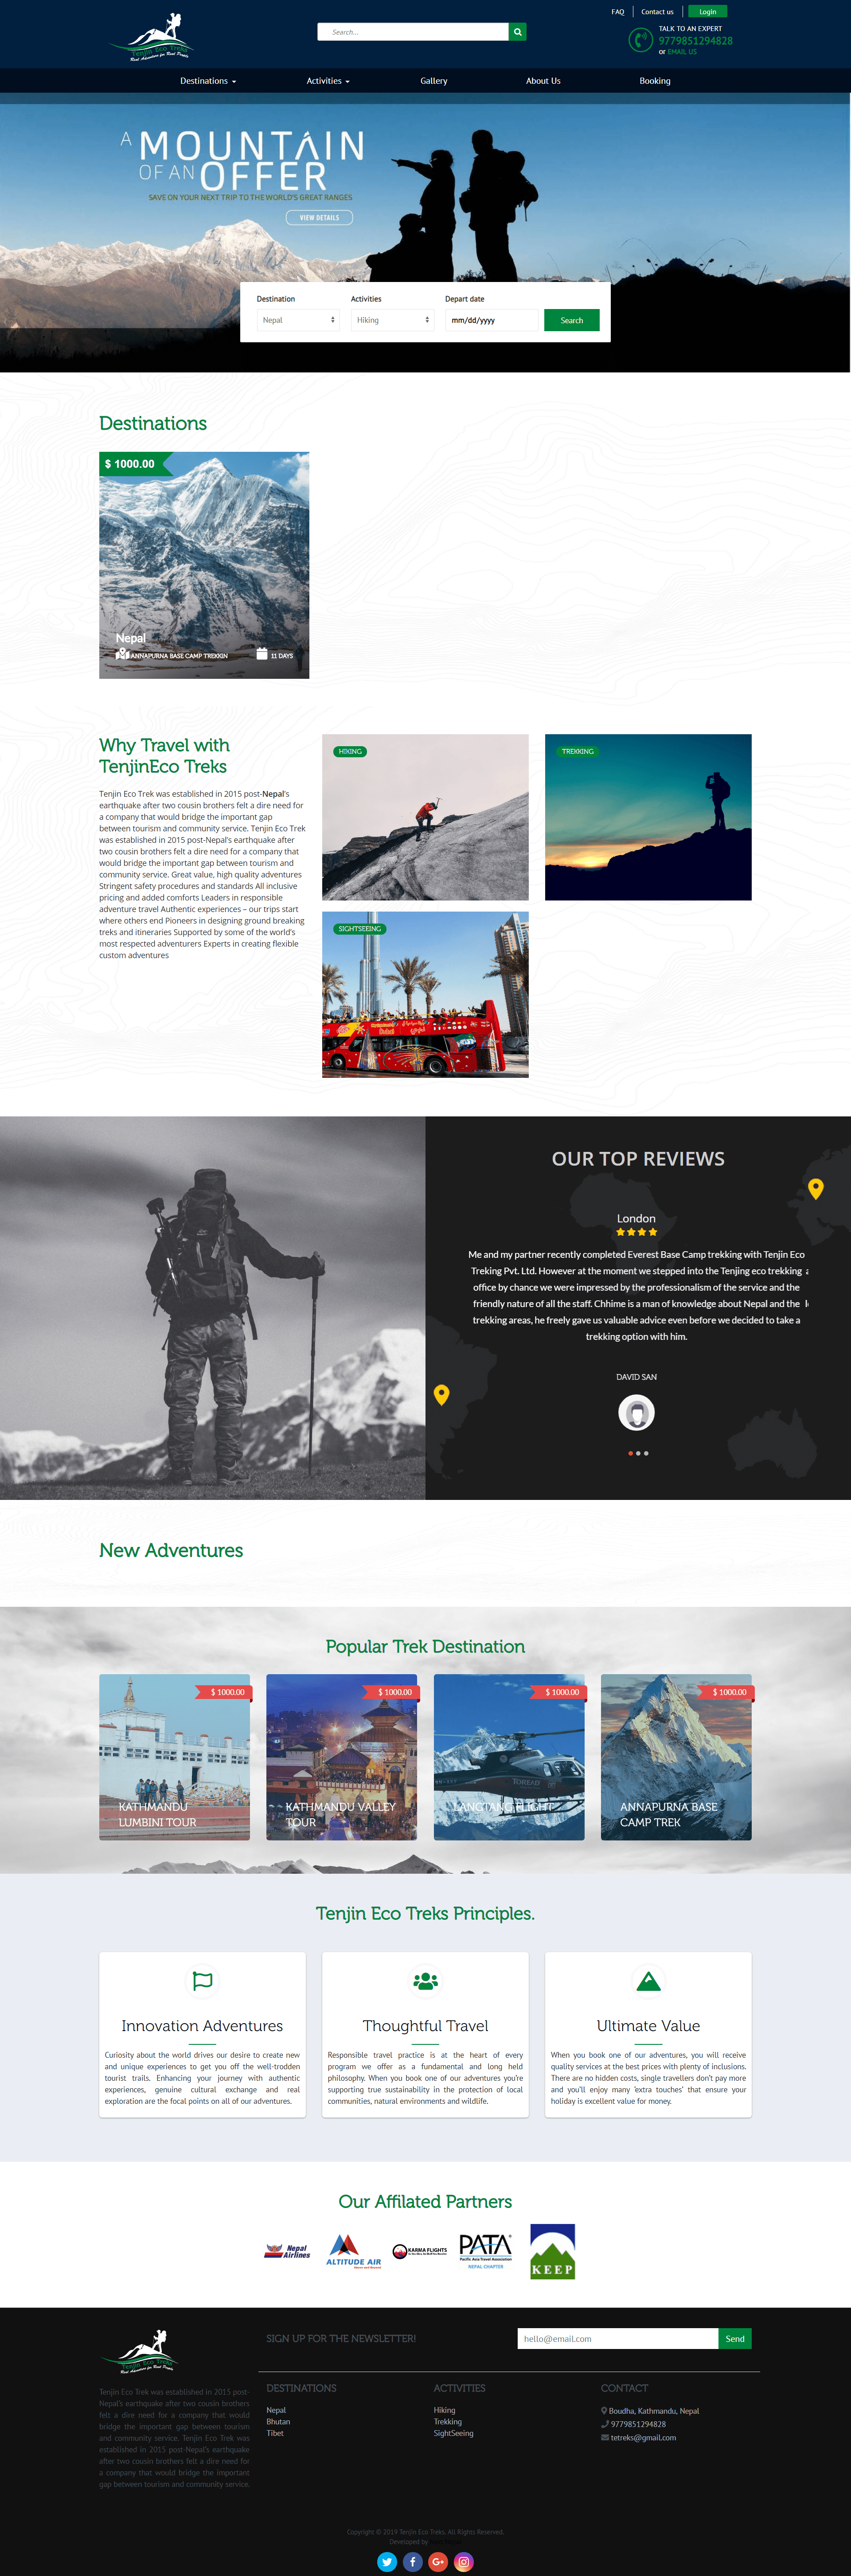 FAQ
Contact us
Login
Tenjin Eco Treks
Real Adventure for Real People
Search...
TALK TO AN EXPERT
9779851294828
or EMAIL US
Destinations
Activities
Gallery
About Us
Booking
A MOUNTAIN
OF AN OFFER
SAVE ON YOUR NEXT TRIP TO THE WORLD'S GREAT RANGES
VIEW DETAILS
Destination
Activities
Depart date
Nepal
Hiking
mm/dd/yyyy
Search
Destinations
$ 1000.00
Nepal
ANNAPURNA BASE CAMP TREKKIN
11 DAYS
Why Travel with
TenjinEco Treks
Tenjin Eco Trek was established in 2015 post-Nepal's
earthquake after two cousin brothers felt a dire need for
a company that would bridge the important gap
between tourism and community service. Tenjin Eco Trek
was established in 2015 post-Nepal's earthquake after
two cousin brothers felt a dire need for a company that
would bridge the important gap between tourism and
community service. Great value, high quality adventures
Stringent safety procedures and standards All inclusive
pricing and added comforts Leaders in responsible
adventure travel Authentic experiences – our trips start
where others end Pioneers in designing ground breaking
treks and itineraries Supported by some of the world's
most respected adventurers Experts in creating flexible
custom adventures
HIKING
TREKKING
SIGHTSEEING
OUR TOP REVIEWS
London
Me and my partner recently completed Everest Base Camp trekking with Tenjin Eco
Treking Pvt. Ltd. However at the moment we stepped into the Tenjing eco trekking
office by chance we were impressed by the professionalism of the service and the
friendly nature of all the staff. Chhime is a man of knowledge about Nepal and the
trekking areas, he freely gave us valuable advice even before we decided to take a
trekking option with him.
DAVID SAN
New Adventures
Popular Trek Destination
$ 1000.00
$ 1000.00
$ 1000.00
$ 1000.00
KATHMANDU
LUMBINI TOUR
KATHMANDU VALLEY
TOUR
TOREAD
LANGTANG FLIGHT
ANNAPURNA BASE
CAMP TREK
Tenjin Eco Treks Principles.
Innovation Adventures
Curiosity about the world drives our desire to create new
and unique experiences to get you off the well-trodden
tourist trails. Enhancing your journey with authentic
experiences, genuine cultural exchange and real
exploration are the focal points on all of our adventures.
Thoughtful Travel
Responsible travel practice is at the heart of every
program we offer as a fundamental and long held
philosophy. When you book one of our adventures you're
supporting true sustainability in the protection of local
communities, natural environments and wildlife.
Ultimate Value
When you book one of our adventures, you will receive
quality services at the best prices with plenty of inclusions.
There are no hidden costs, single travellers don't pay more
and you'll enjoy many 'extra touches' that ensure your
holiday is excellent value for money.
Our Affilated Partners
Nepal
Airlines
ALTITUDE AIR
KARMA FLIGHTS
PATA
Pacific Asia Travel Association
NEPAL CHAPTER
KEEP
Tenjin Eco Treks
Real Adventure for Real People
SIGN UP FOR THE NEWSLETTER!
hello@email.com
Send
Tenjin Eco Trek was established in 2015 post-
Nepal's earthquake after two cousin brothers
felt a dire need for a company that would
bridge the important gap between tourism
and community service. Tenjin Eco Trek was
established in 2015 post-Nepal's earthquake
after two cousin brothers felt a dire need for
a company that would bridge the important
gap between tourism and community service.
DESTINATIONS
Nepal
Bhutan
Tibet
ACTIVITIES
Hiking
Trekking
SightSeeing
CONTACT
Boudha, Kathmandu, Nepal
9779851294828
tetreks@gmail.com
Copyright © 2019 Tenjin Eco Treks. All Rights Reserved.
Developed by